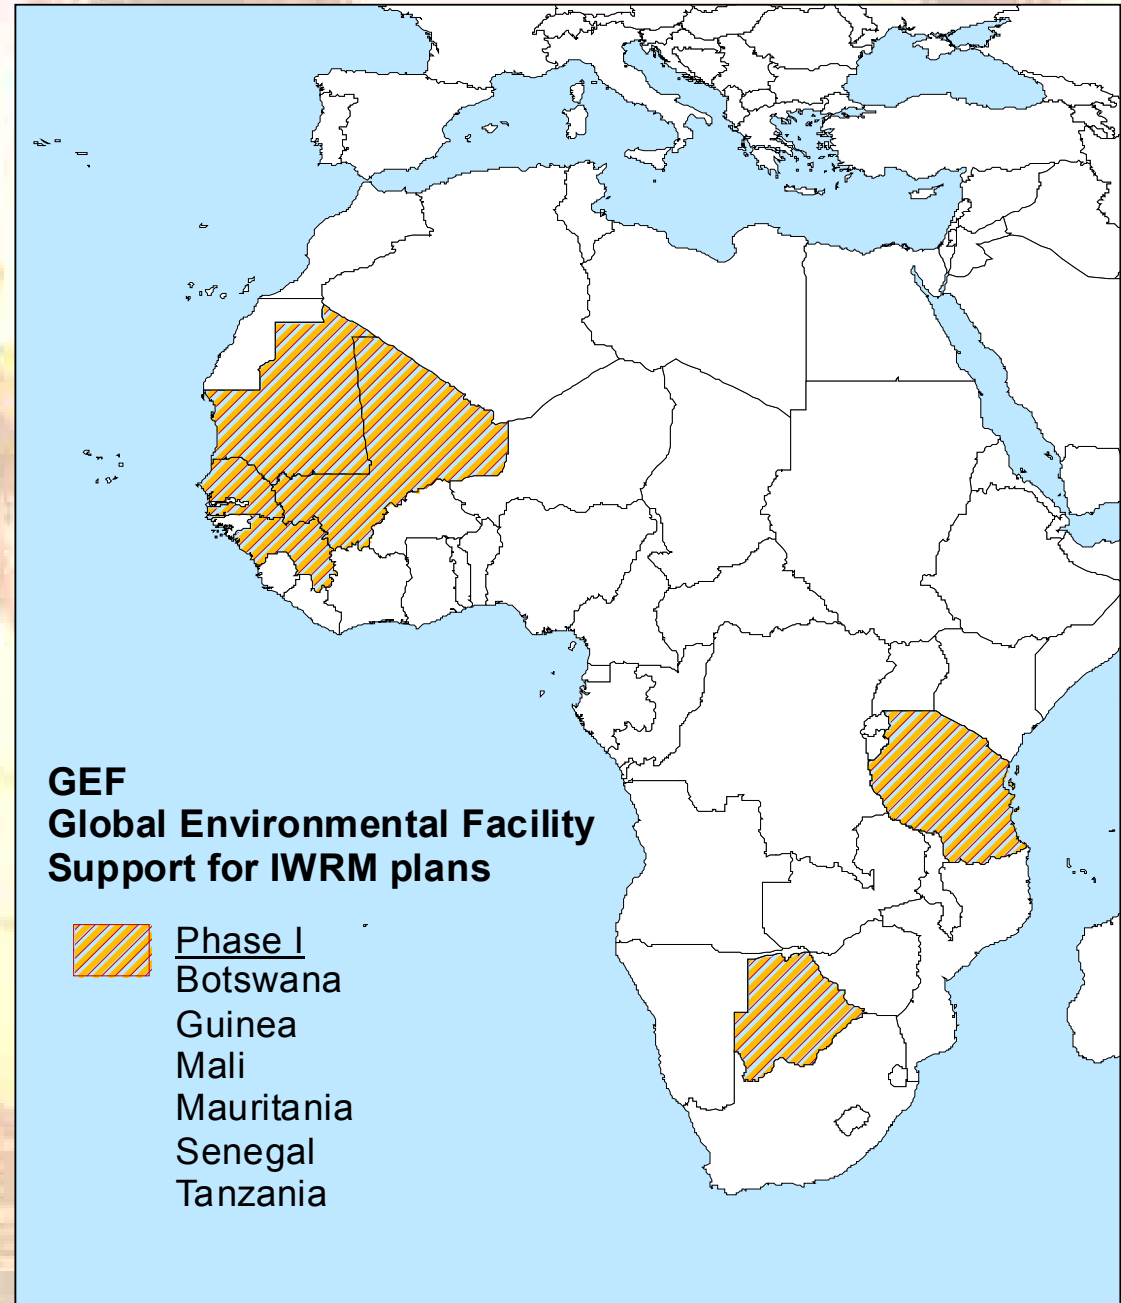 GEF
Global Environmental Facility
Support for IWRM plans
Phase I
Botswana
Guinea
Mali
Mauritania
Senegal
Tanzania